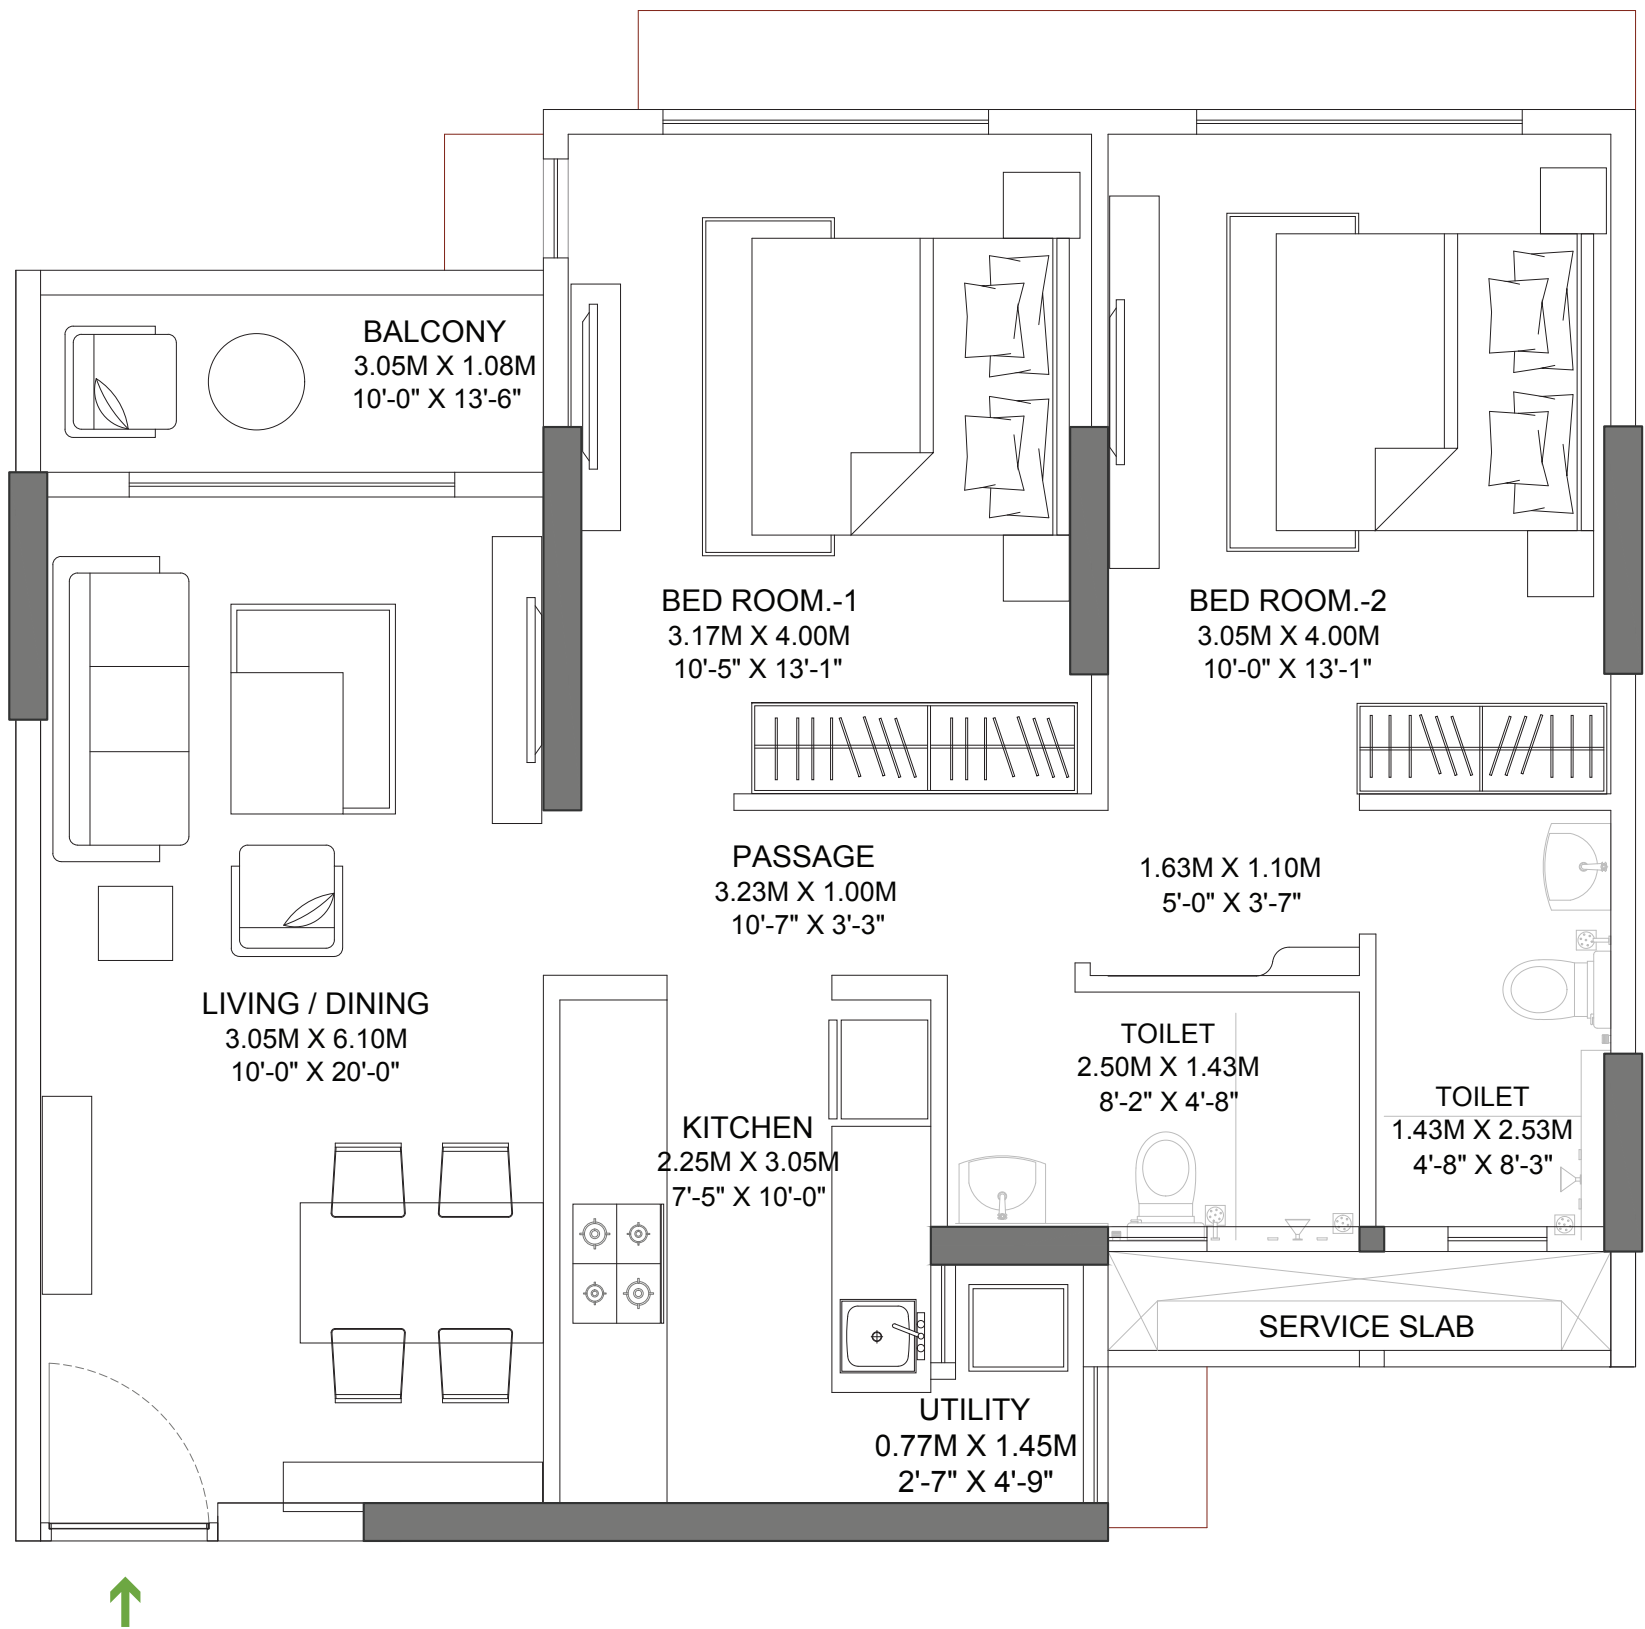 BALCONY
3.05M X 1.08M
10'-0" X 13'-6"
BED ROOM.-1
3.17M X 4.00M
10'-5" X 13'-1"
BED ROOM.-2
3.05M X 4.00M
10'-0" X 13'-1"
PASSAGE
3.23M X 1.00M
10'-7" X 3'-3"
1.63M X 1.10M
5'-0" X 3'-7"
LIVING / DINING
3.05M X 6.10M
10'-0" X 20'-0"
TOILET
2.50M X 1.43M
8'-2" X 4'-8"
TOILET
1.43M X 2.53M
4'-8" X 8'-3"
KITCHEN
2.25M X 3.05M
7'-5" X 10'-0"
SERVICE SLAB
UTILITY
0.77M X 1.45M
2'-7" X 4'-9"